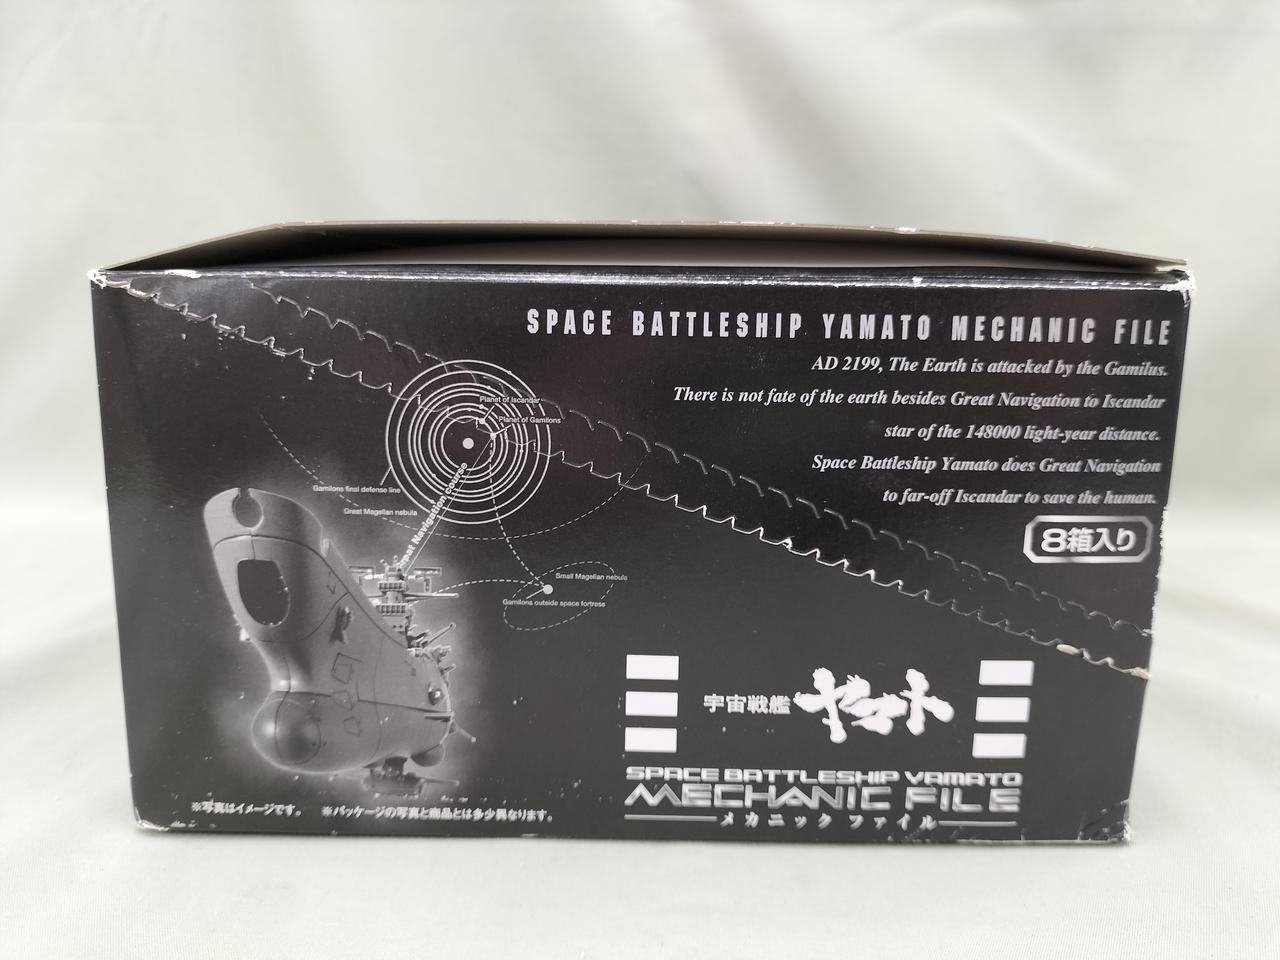 SPACE BATTLESHIP YAMATO MECHANIC FILE
AD 2199, The Earth is attacked by the Gamilus.
There is not fate of the earth besides Great Navigation to Iscandar
star of the 148000 light-year distance.
Space Battleship Yamato does Great Navigation
to far-off Iscandar to save the human.
8箱入り
Planet of Iscandar
Planet of Gamilons
Gamilons final defense line
Great Magellan nebula
Great Navigation course
Small Magellan nebula
Gamilons outside space fortress
宇宙戦艦ヤマト
SPACE BATTLESHIP YAMATO
MECHANIC FILE
メカニック ファイル
※写真はイメージです。 ※パッケージの写真と商品とは多少異なります。